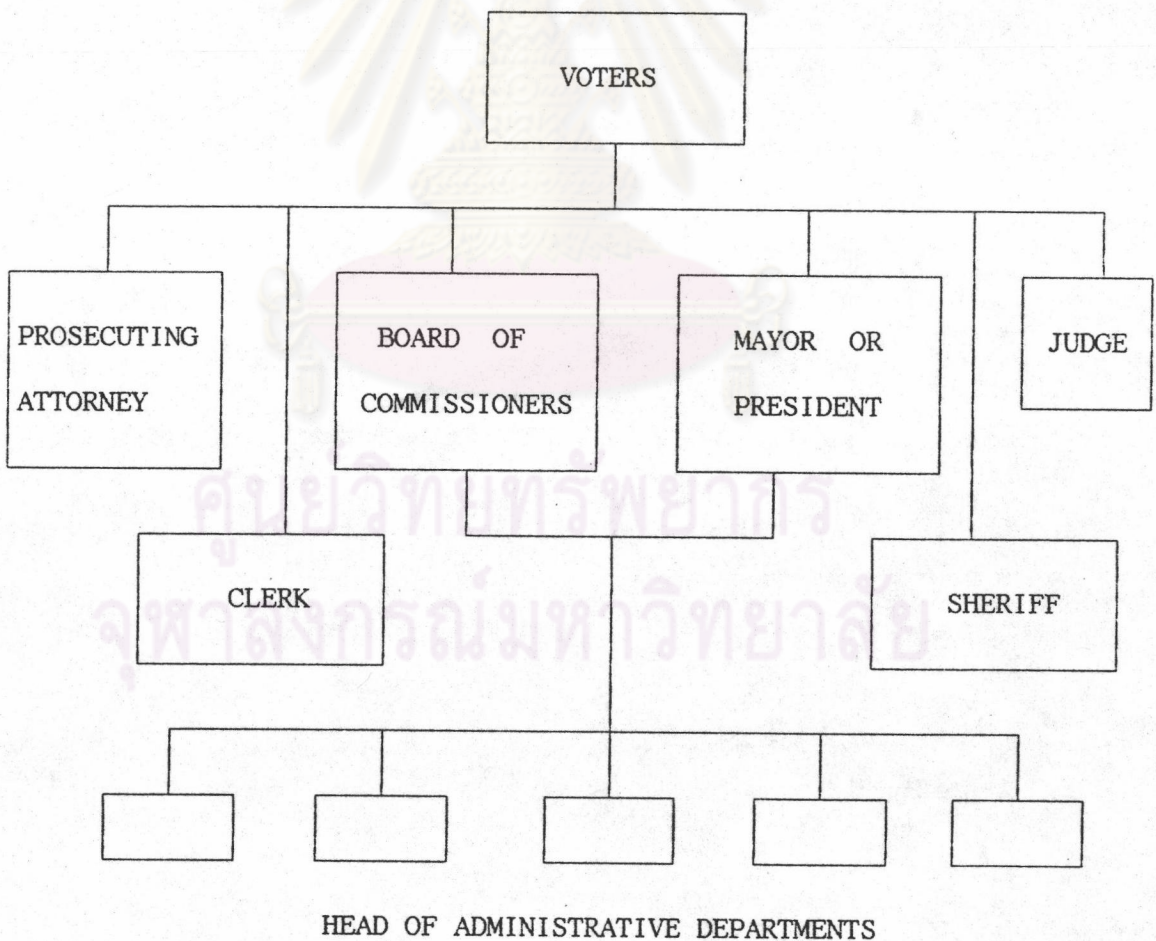 VOTERS
PROSECUTING
ATTORNEY
BOARD OF
COMMISSIONERS
MAYOR OR
PRESIDENT
JUDGE
ศูนย์วิทยทรัพยากร
CLERK
SHERIFF
จุฬาลงกรณ์มหาวิทยาลัย
HEAD OF ADMINISTRATIVE DEPARTMENTS